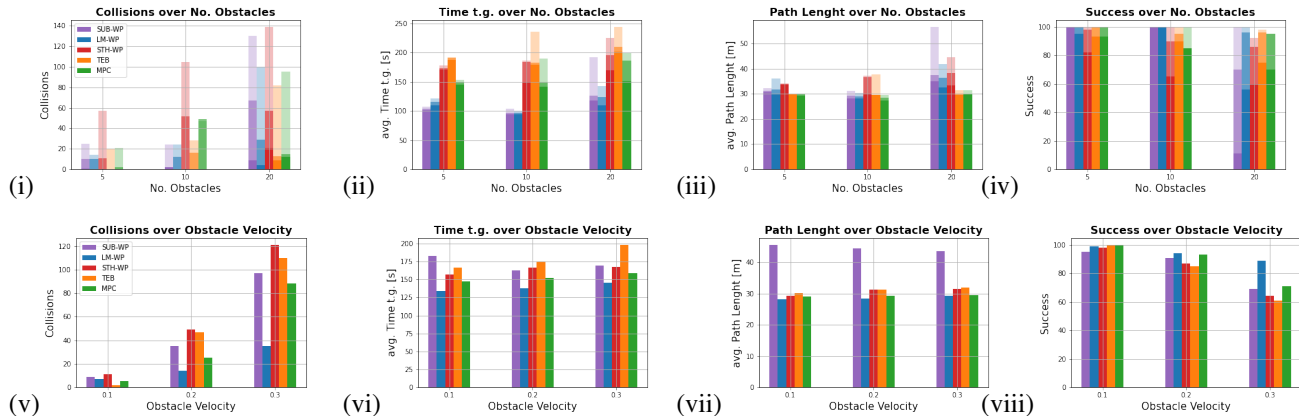 Collisions over No. Obstacles
140
120
100
80
60
40
20
0
Collisions
SUB-WP
LM-WP
STH-WP
TEB
MPC
5
10
20
No. Obstacles
(i)
Time t.g. over No. Obstacles
250
200
150
100
50
0
avg. Time t.g. [s]
5
10
20
No. Obstacles
(ii)
Path Lenght over No. Obstacles
50
40
30
20
10
0
avg. Path Lenght [m]
5
10
20
No. Obstacles
(iii)
Success over No. Obstacles
100
80
60
40
20
0
Success
5
10
20
No. Obstacles
(iv)
Collisions over Obstacle Velocity
120
100
80
60
40
20
0
Collisions
SUB-WP
LM-WP
STH-WP
TEB
MPC
0.1
0.2
0.3
Obstacle Velocity
(v)
Time t.g. over Obstacle Velocity
200
175
150
125
100
75
50
25
0
avg. Time t.g. [s]
0.1
0.2
0.3
Obstacle Velocity
(vi)
Path Lenght over Obstacle Velocity
40
30
20
10
0
avg. Path Lenght [m]
0.1
0.2
0.3
Obstacle Velocity
(vii)
Success over Obstacle Velocity
100
80
60
40
20
0
Success
0.1
0.2
0.3
Obstacle Velocity
(viii)